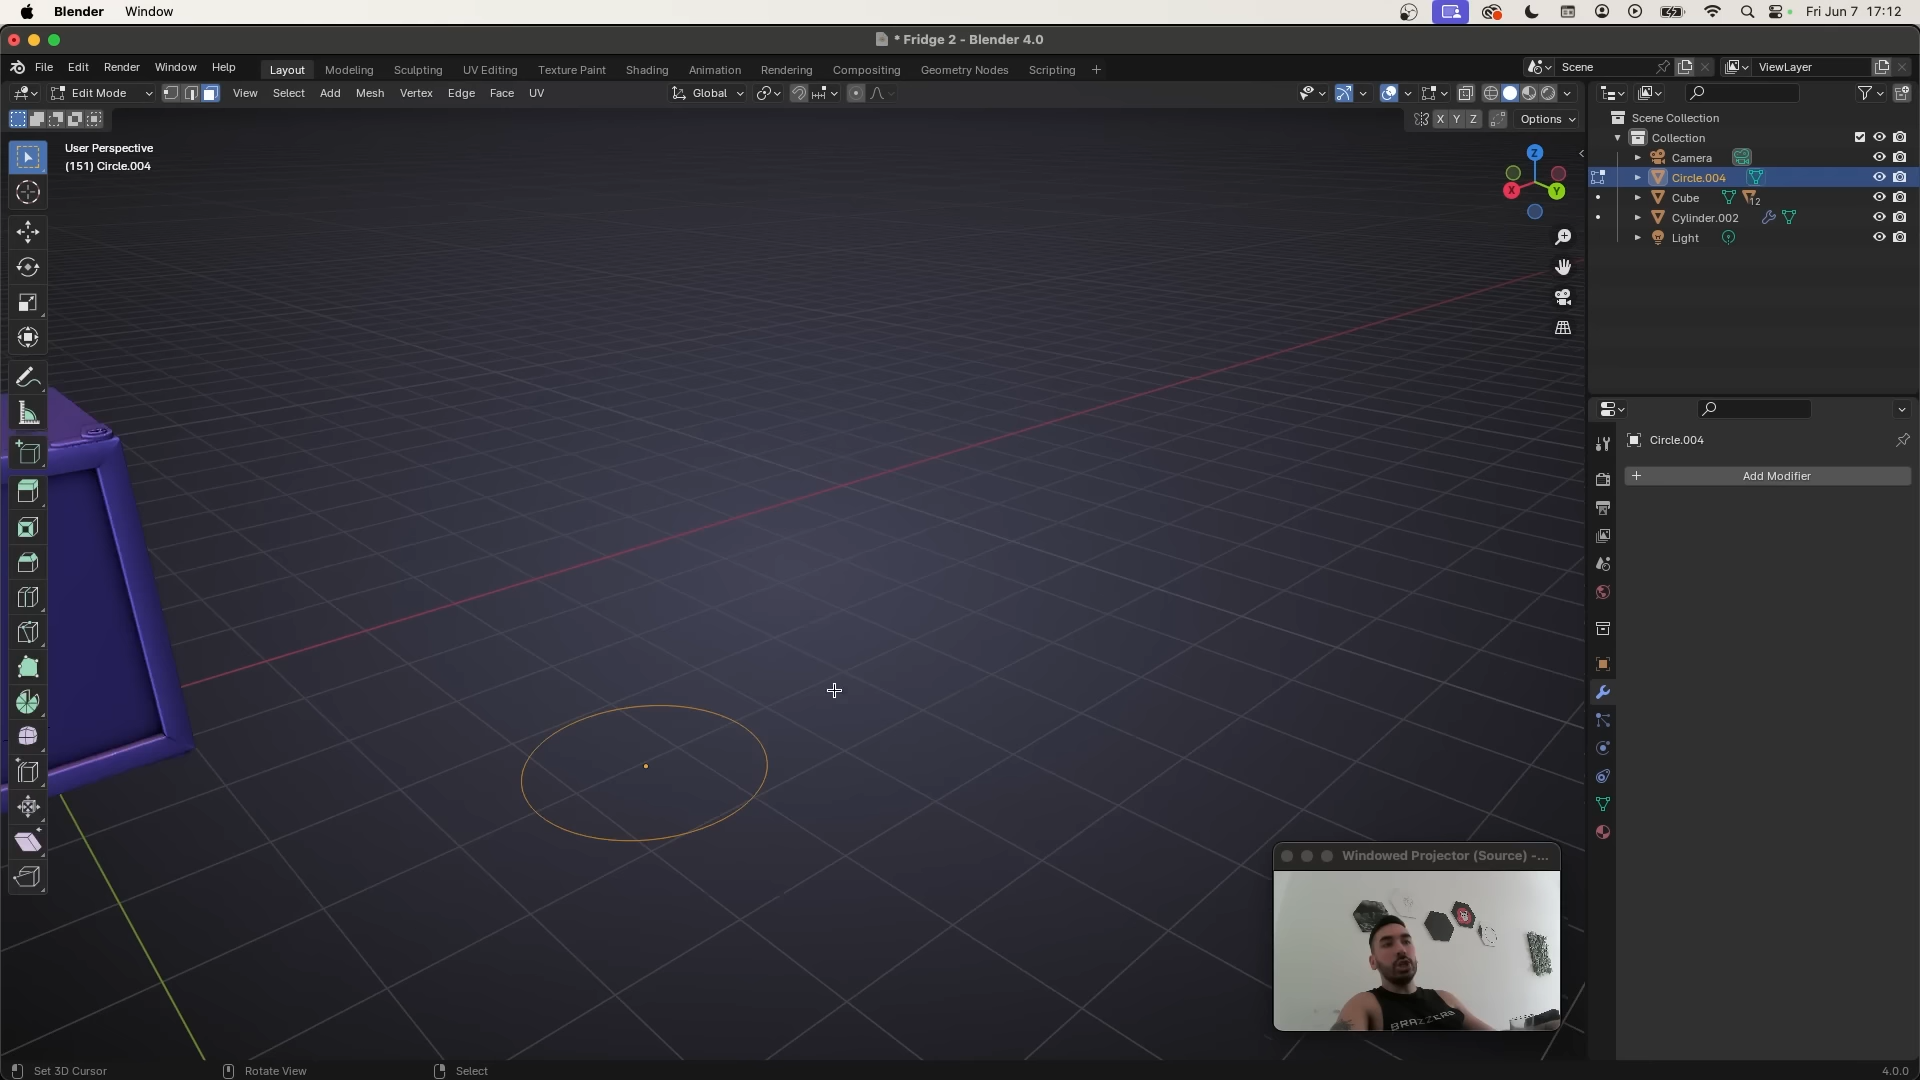 Blender Window
Fri Jun 7 17:12
* Fridge 2 - Blender 4.0
File Edit Render Window Help
Layout Modeling Sculpting UV Editing Texture Paint Shading Animation Rendering Compositing Geometry Nodes Scripting +
Scene
ViewLayer
Edit Mode
View Select Add Mesh Vertex Edge Face UV
Global
X Y Z
Options
User Perspective
(151) Circle.004
Z
X
Y
Scene Collection
Collection
Camera
Circle.004
Cube
12
Cylinder.002
Light
Circle.004
+ Add Modifier
Windowed Projector (Source) -...
BRAZZERS
Set 3D Cursor
Rotate View
Select
4.0.0